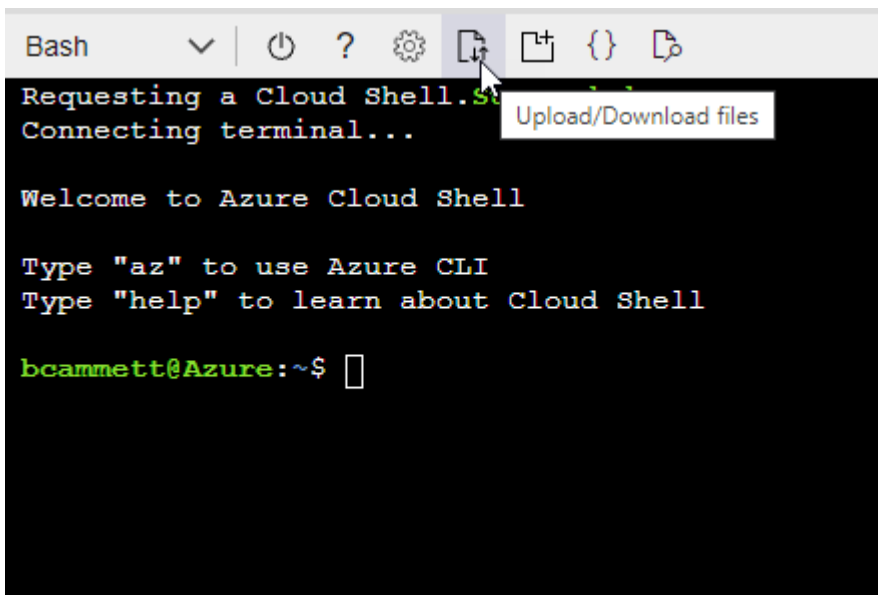 Bash
?
{}
Requesting a Cloud Shell.
Upload/Download files
Connecting terminal...
Welcome to Azure Cloud Shell
Type "az" to use Azure CLI
Type "help" to learn about Cloud Shell
bcammett@Azure:~$